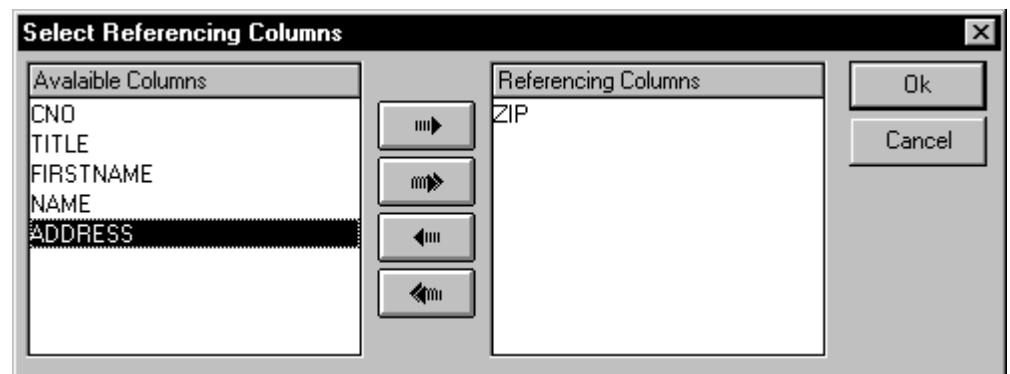 Select Referencing Columns
Avalaible Columns
CNO
TITLE
FIRSTNAME
NAME
ADDRESS
Referencing Columns
ZIP
Ok
Cancel